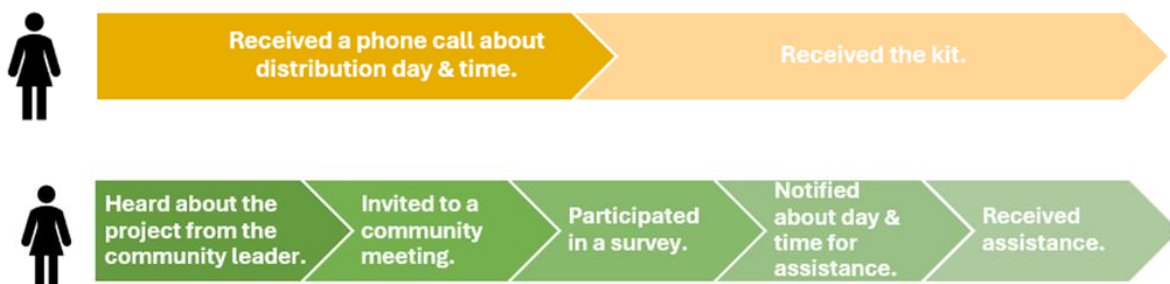 Received a phone call about
distribution day & time.
Received the kit.
Heard about the
project from the
community leader.
Invited to a
community
meeting.
Participated
in a survey.
Notified
about day &
time for
assistance.
Received
assistance.